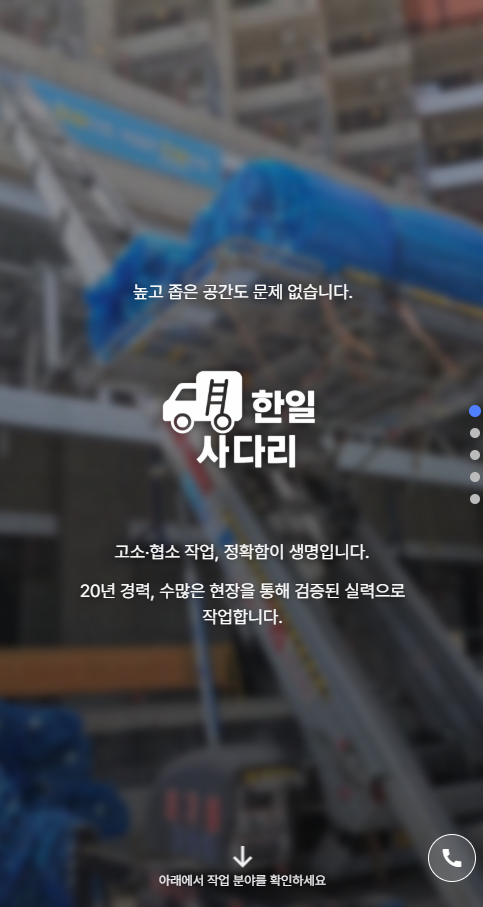 높고 좁은 공간도 문제 없습니다.
한일
사다리
고소·협소 작업, 정확함이 생명입니다.
20년 경력, 수많은 현장을 통해 검증된 실력으로
작업합니다.
아래에서 작업 분야를 확인하세요